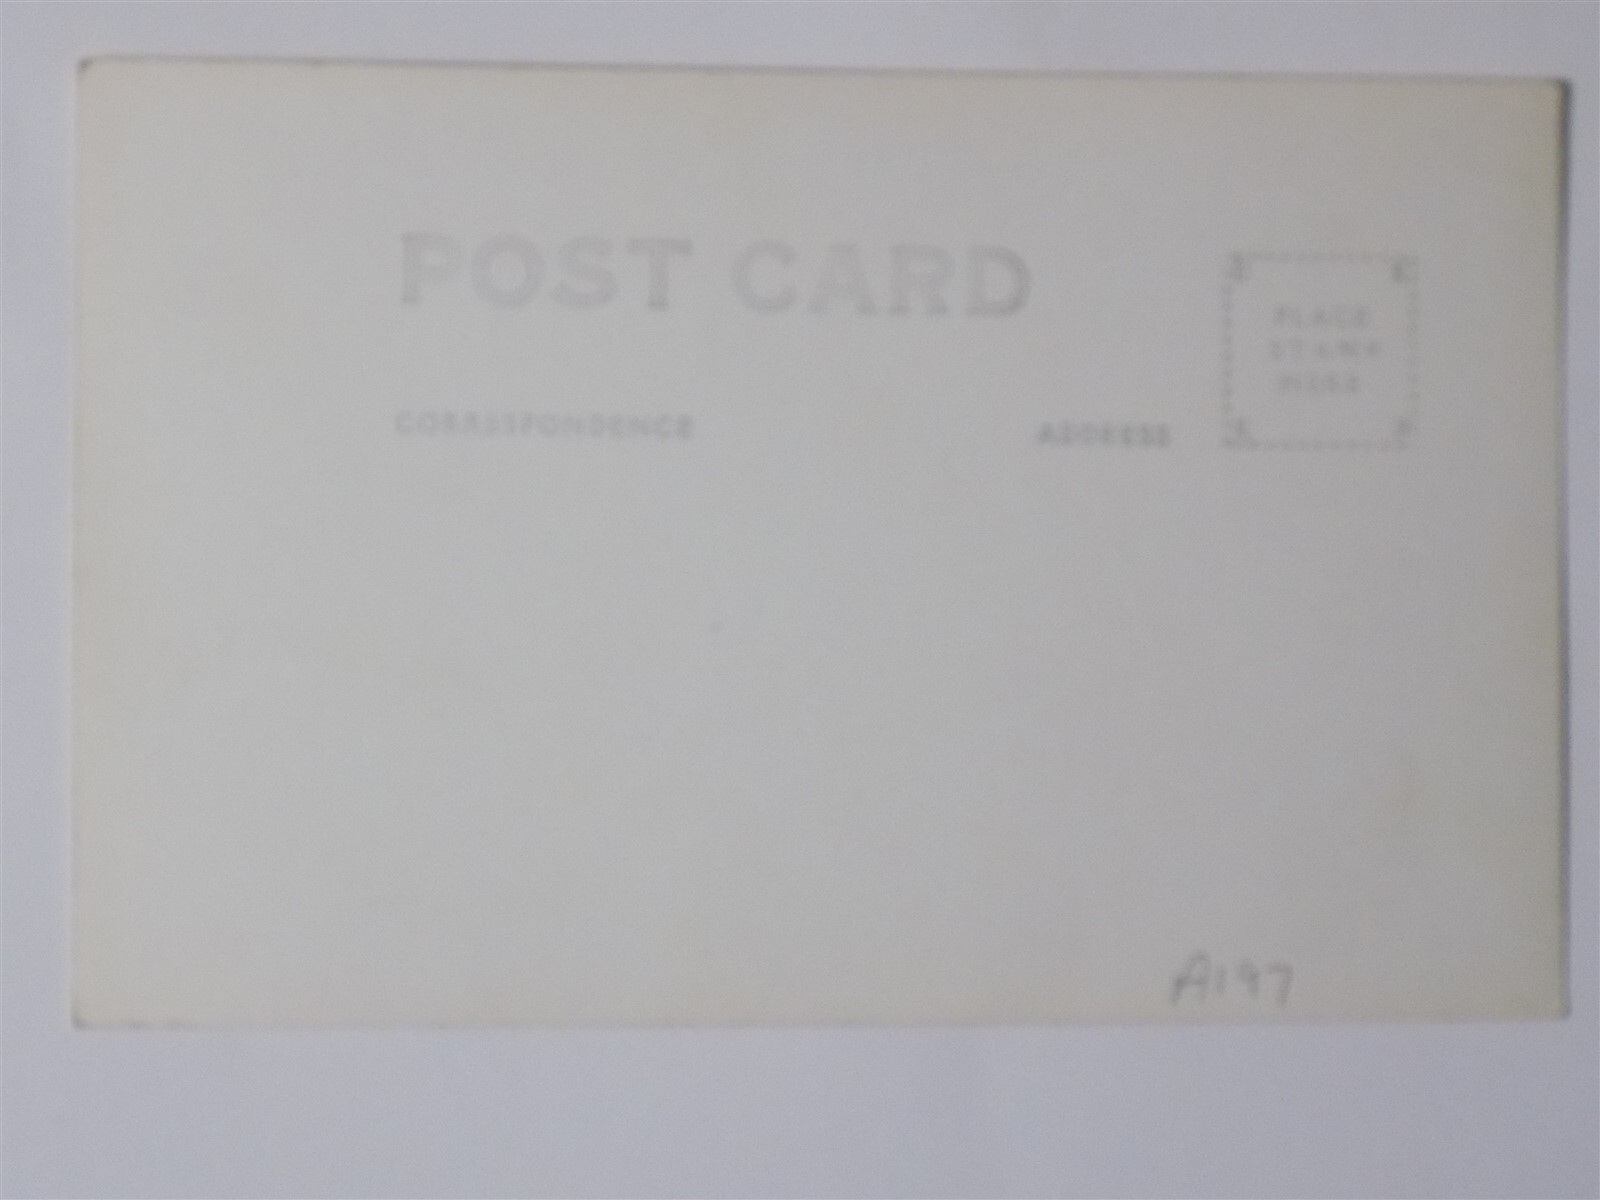 POST CARD
PLACE
STAMP
HERE
CORRESPONDENCE
ADDRESS
A197